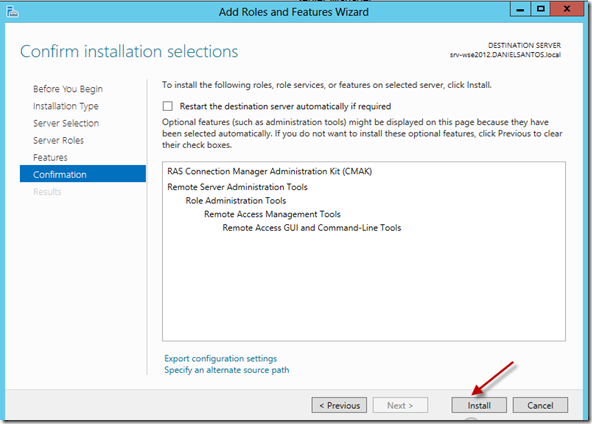 Add Roles and Features Wizard
Confirm installation selections
DESTINATION SERVER
srv-wse2012.DANIELSANTOS.local
Before You Begin
Installation Type
Server Selection
Server Roles
Features
Confirmation
Results
To install the following roles, role services, or features on selected server, click Install.
Restart the destination server automatically if required
Optional features (such as administration tools) might be displayed on this page because they have
been selected automatically. If you do not want to install these optional features, click Previous to clear
their check boxes.
RAS Connection Manager Administration Kit (CMAK)
Remote Server Administration Tools
Role Administration Tools
Remote Access Management Tools
Remote Access GUI and Command-Line Tools
Export configuration settings
Specify an alternate source path
< Previous
Next >
Install
Cancel